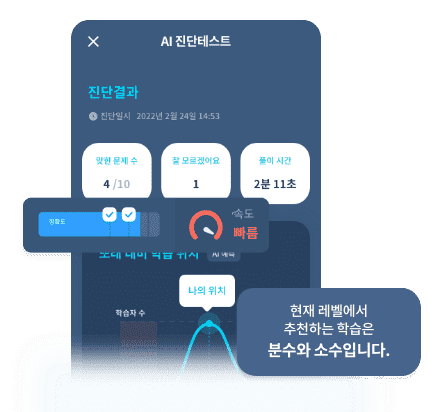 AI 진단테스트
진단결과
진단일시 2022년 2월 24일 14:53
맞힌 문제 수
4 /10
잘 모르겠어요
1
풀이 시간
2분 11초
정확도
속도
빠름
또래 대비 학습 위치
AI 예측
나의 위치
학습자 수
현재 레벨에서
추천하는 학습은
분수와 소수입니다.